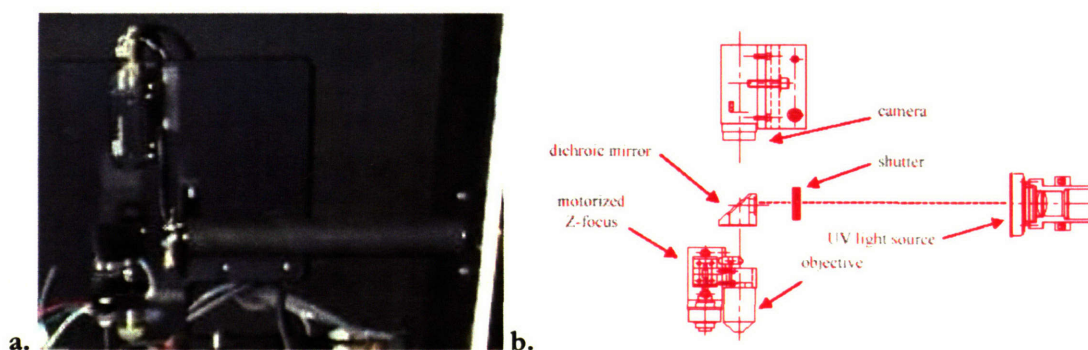 camera
dichroic mirror
shutter
motorized
Z-focus
UV light source
objective
a.
b.